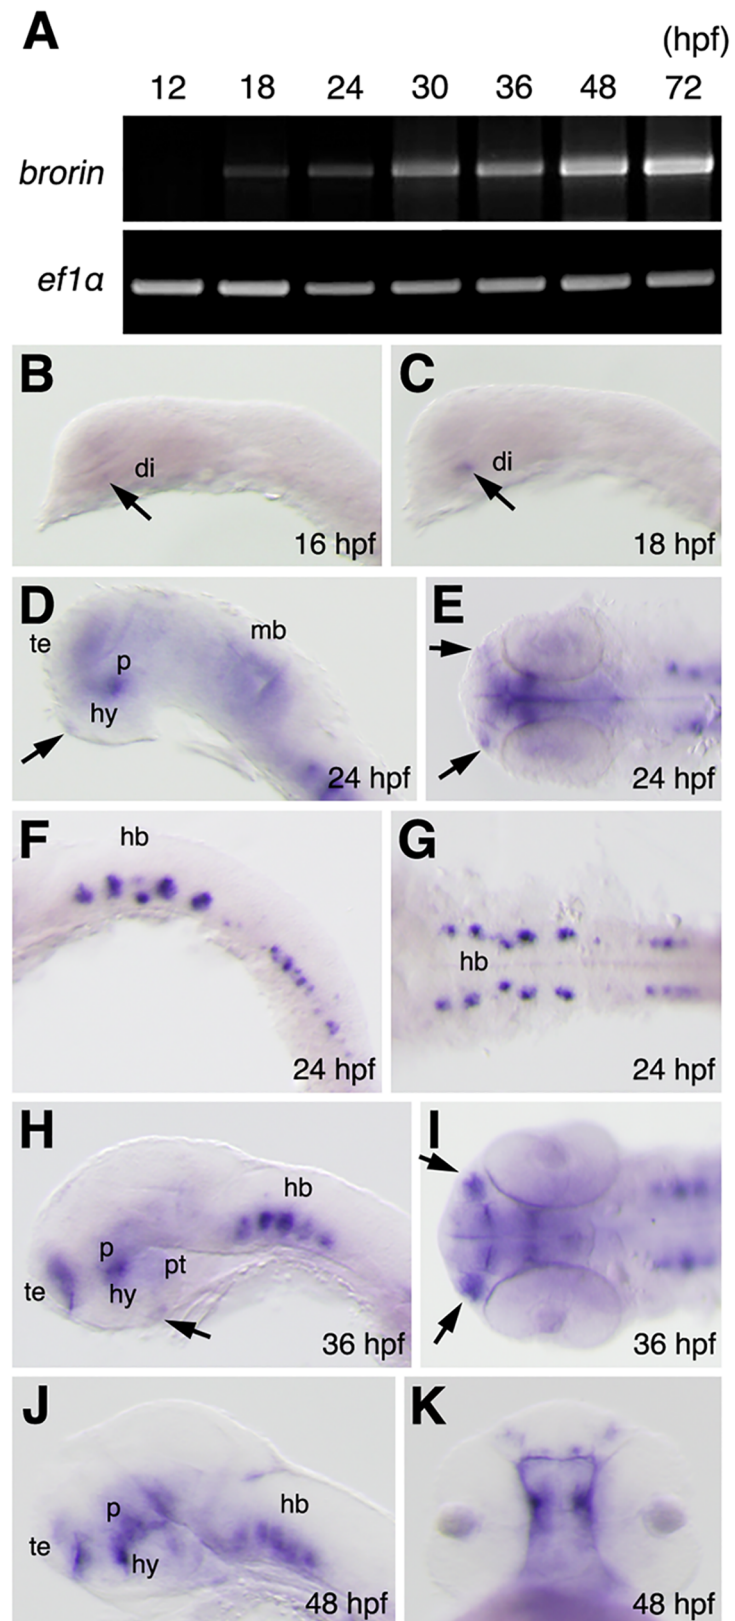 A
(hpf)
12 18 24 30 36 48 72
brorin
ef1α
B
di
16 hpf
C
di
18 hpf
D
te
mb
p
hy
24 hpf
E
24 hpf
F
hb
24 hpf
G
hb
24 hpf
H
hb
p
pt
te
hy
36 hpf
I
36 hpf
J
p
hb
te
hy
48 hpf
K
48 hpf